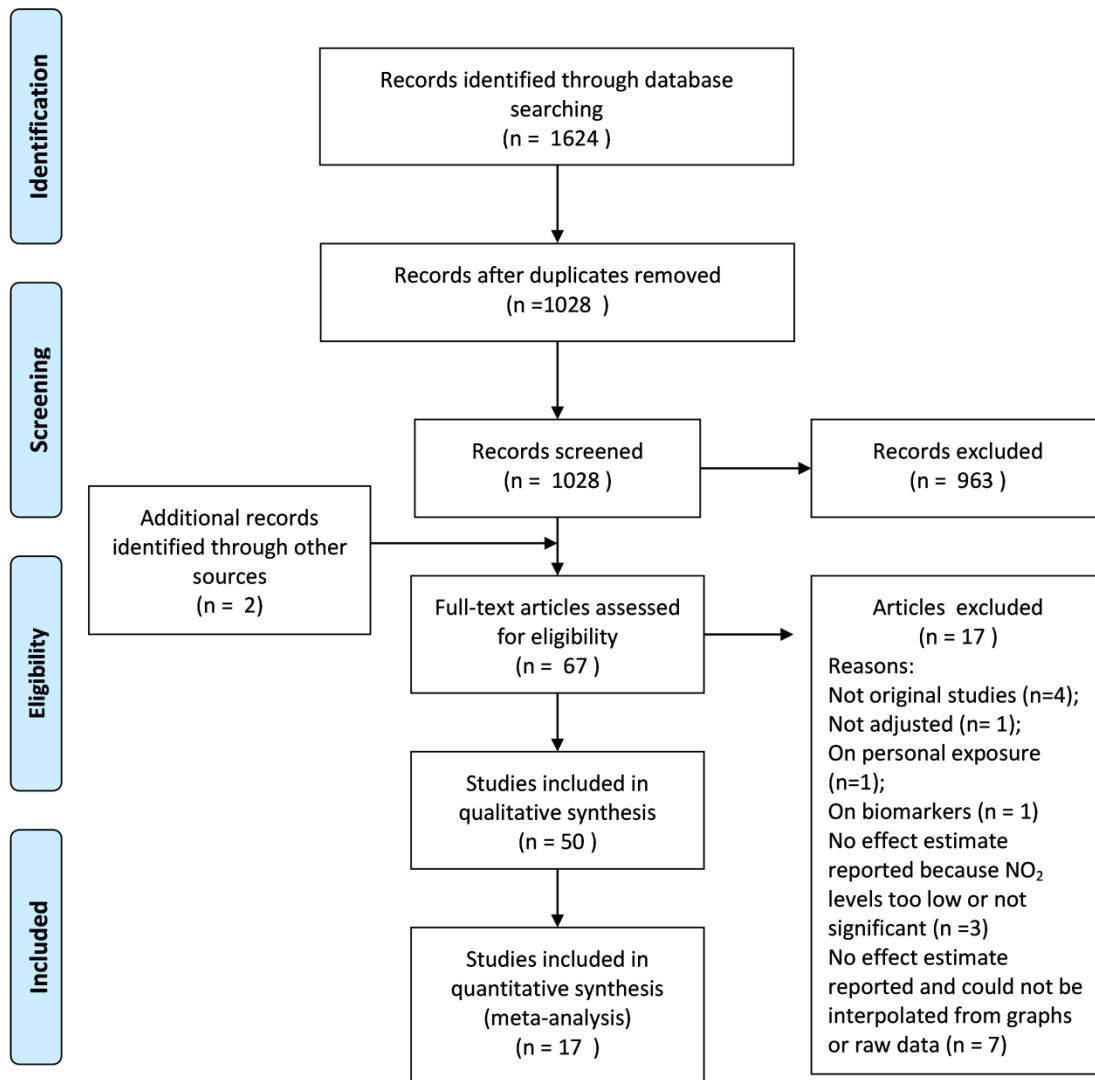 Identification
Records identified through database
searching
(n = 1624 )
Records after duplicates removed
(n =1028 )
Screening
Records screened
(n = 1028 )
Records excluded
(n = 963 )
Additional records
identified through other
sources
(n = 2)
Eligibility
Full-text articles assessed
for eligibility
(n = 67 )
Articles excluded
(n = 17 )
Reasons:
Not original studies (n=4);
Not adjusted (n= 1);
On personal exposure
(n=1);
On biomarkers (n = 1)
No effect estimate
reported because NO₂
levels too low or not
significant (n =3)
No effect estimate
reported and could not be
interpolated from graphs
or raw data (n = 7)
Studies included in
qualitative synthesis
(n = 50 )
Included
Studies included in
quantitative synthesis
(meta-analysis)
(n = 17 )